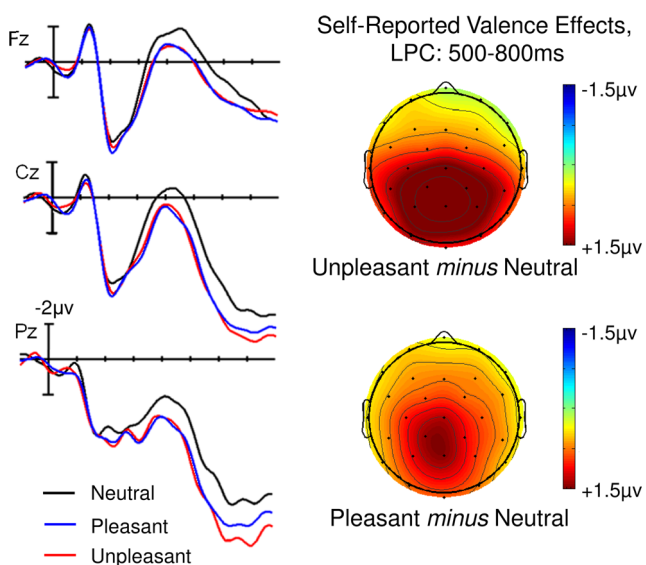 Fz
Cz
-2μv
Pz
Neutral
Pleasant
Unpleasant
Self-Reported Valence Effects,
LPC: 500-800ms
-1.5μv
+1.5μv
Unpleasant minus Neutral
-1.5μv
+1.5μv
Pleasant minus Neutral